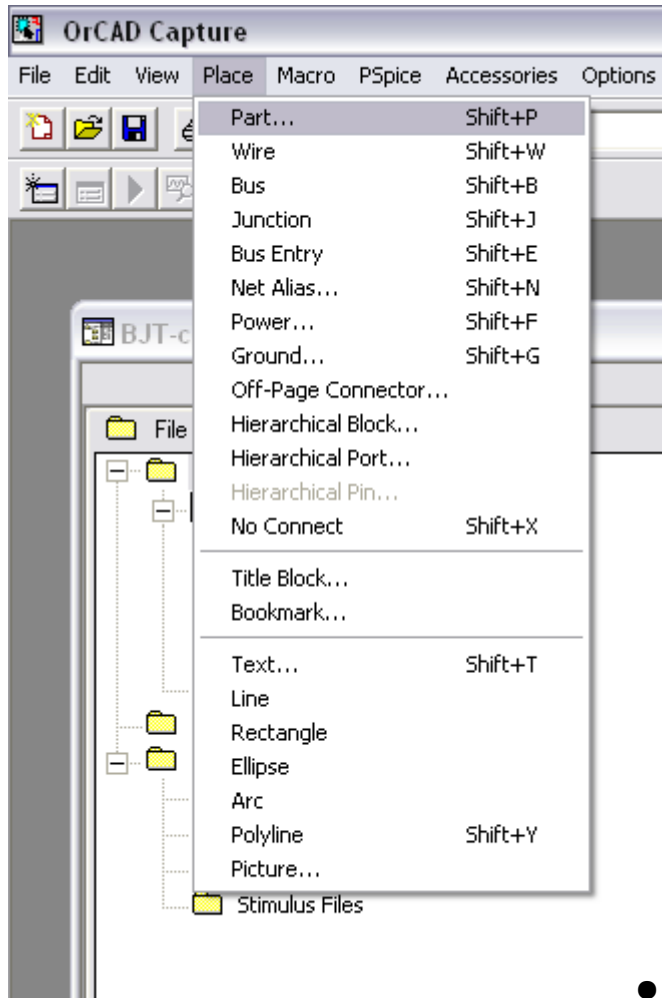 OrCAD Capture
File Edit View Place Macro PSpice Accessories Options
Part... Shift+P
Wire Shift+W
Bus Shift+B
Junction Shift+J
Bus Entry Shift+E
Net Alias... Shift+N
Power... Shift+F
Ground... Shift+G
Off-Page Connector...
Hierarchical Block...
Hierarchical Port...
Hierarchical Pin...
No Connect Shift+X
Title Block...
Bookmark...
Text... Shift+T
Line
Rectangle
Ellipse
Arc
Polyline Shift+Y
Picture...
BJT-c
File
Stimulus Files